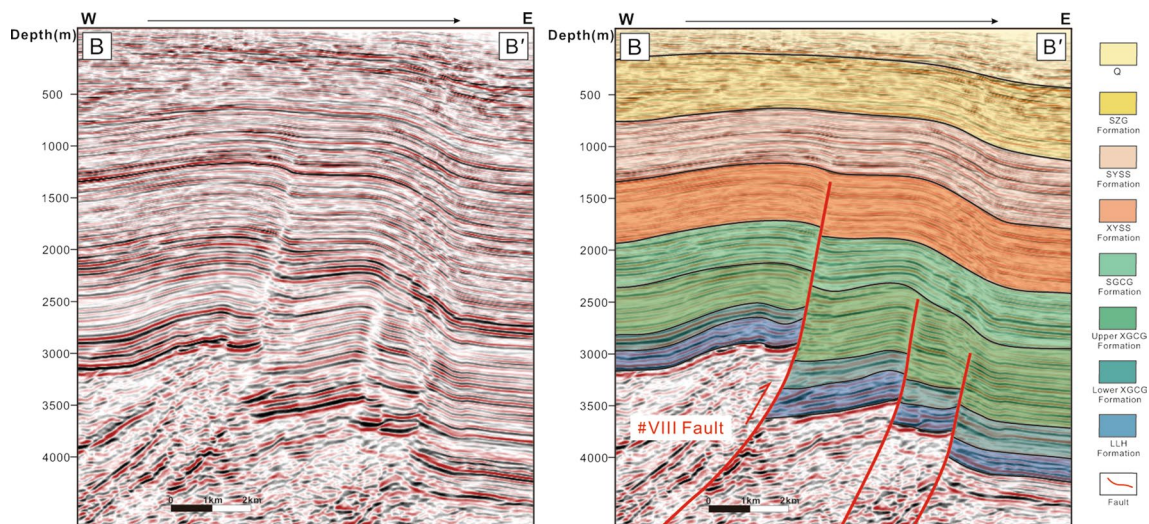 W E
Depth(m)
B B′
500
1000
1500
2000
2500
3000
3500
4000
0 1km 2km
W E
Depth(m)
B B′
500
1000
1500
2000
2500
3000
3500
4000
#VIII Fault
0 1km 2km
Q
SZG
Formation
SYSS
Formation
XYSS
Formation
SGCG
Formation
Upper XGCG
Formation
Lower XGCG
Formation
LLH
Formation
Fault